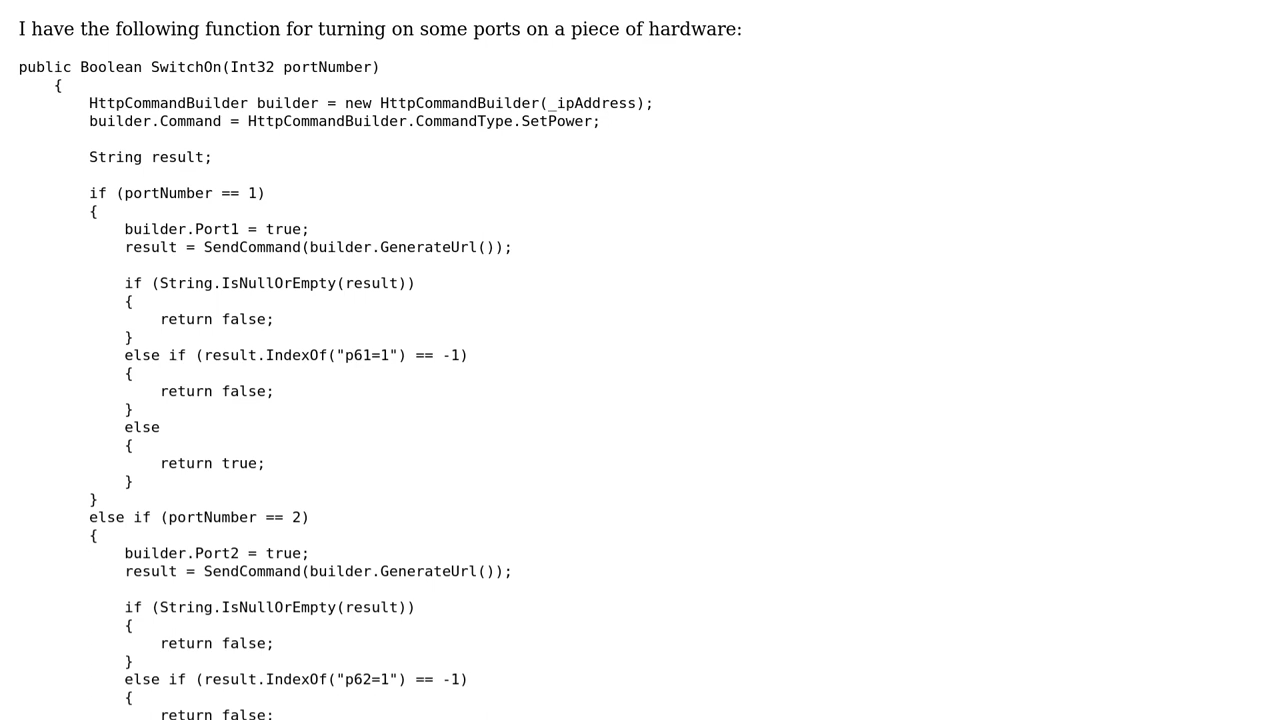 I have the following function for turning on some ports on a piece of hardware:
public Boolean SwitchOn(Int32 portNumber)
    {
        HttpCommandBuilder builder = new HttpCommandBuilder(_ipAddress);
        builder.Command = HttpCommandBuilder.CommandType.SetPower;

        String result;

        if (portNumber == 1)
        {
            builder.Port1 = true;
            result = SendCommand(builder.GenerateUrl());

            if (String.IsNullOrEmpty(result))
            {
                return false;
            }
            else if (result.IndexOf("p61=1") == -1)
            {
                return false;
            }
            else
            {
                return true;
            }
        }
        else if (portNumber == 2)
        {
            builder.Port2 = true;
            result = SendCommand(builder.GenerateUrl());

            if (String.IsNullOrEmpty(result))
            {
                return false;
            }
            else if (result.IndexOf("p62=1") == -1)
            {
                return false;